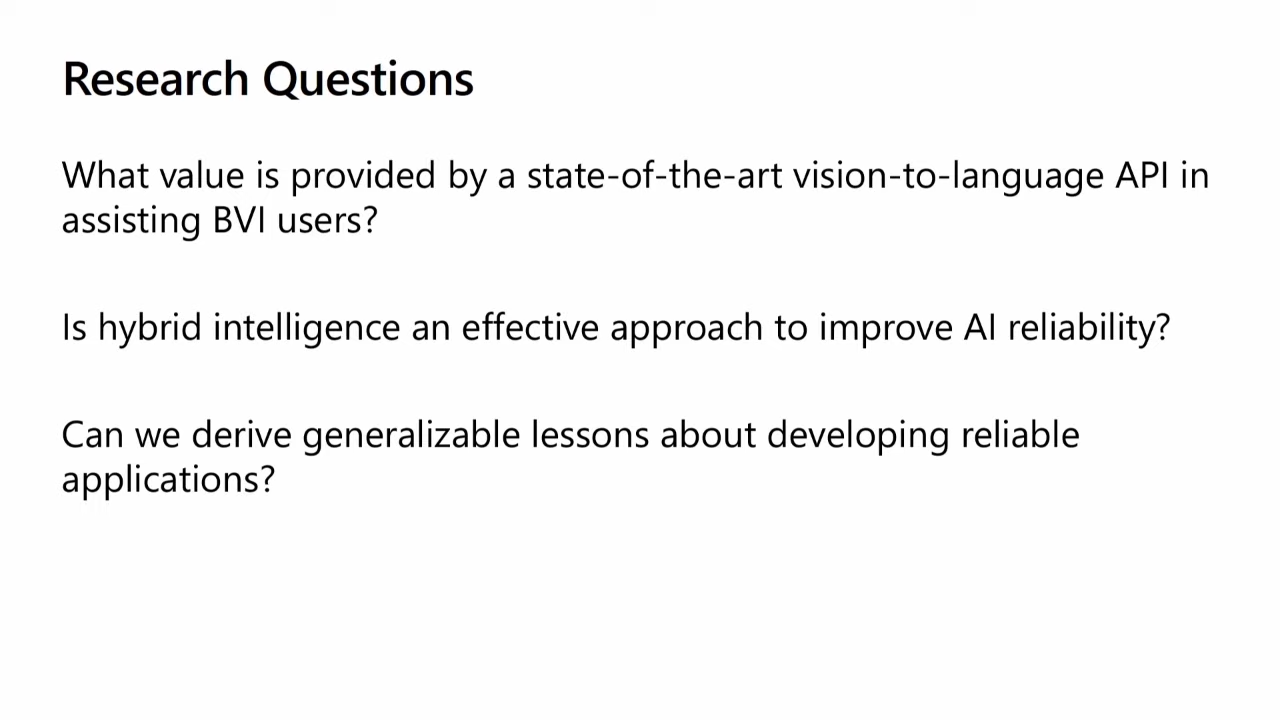 Research Questions
What value is provided by a state-of-the-art vision-to-language API in
assisting BVI users?
Is hybrid intelligence an effective approach to improve AI reliability?
Can we derive generalizable lessons about developing reliable
applications?